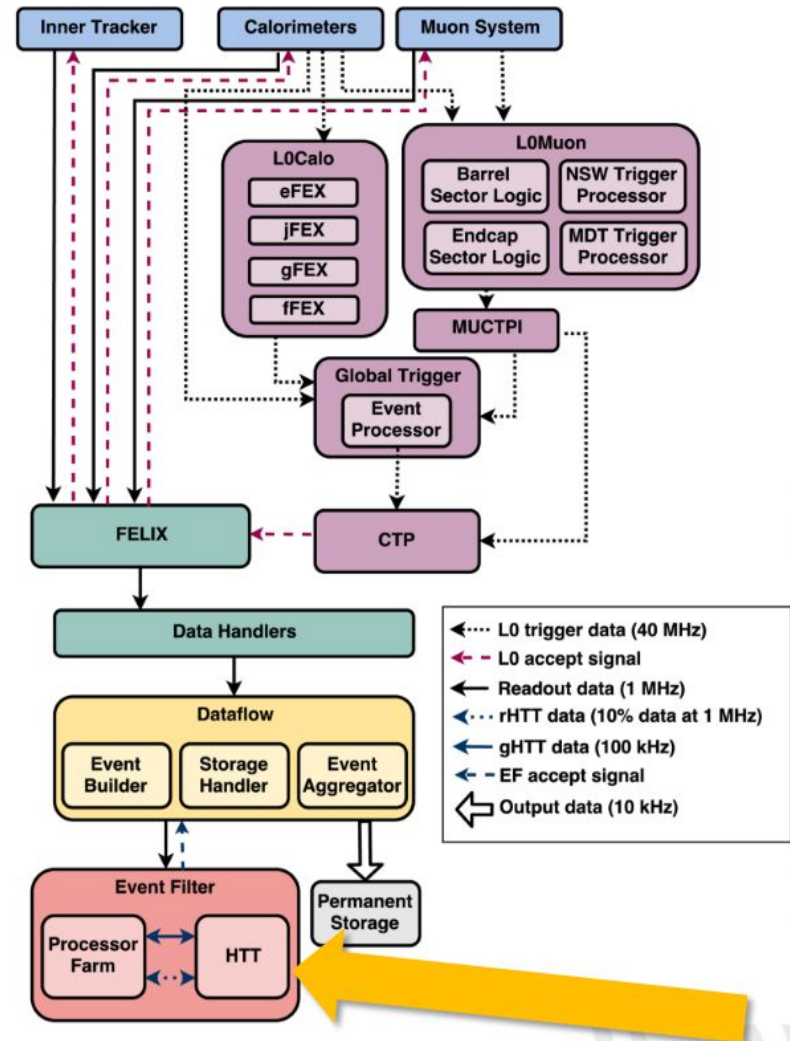 Inner Tracker
Calorimeters
Muon System
L0Calo
eFEX
jFEX
gFEX
fFEX
L0Muon
Barrel
Sector Logic
NSW Trigger
Processor
Endcap
Sector Logic
MDT Trigger
Processor
MUCTPI
Global Trigger
Event
Processor
FELIX
CTP
Data Handlers
Dataflow
Event
Builder
Storage
Handler
Event
Aggregator
Event Filter
Processor
Farm
HTT
Permanent
Storage
L0 trigger data (40 MHz)
L0 accept signal
Readout data (1 MHz)
rHTT data (10% data at 1 MHz)
gHTT data (100 kHz)
EF accept signal
Output data (10 kHz)